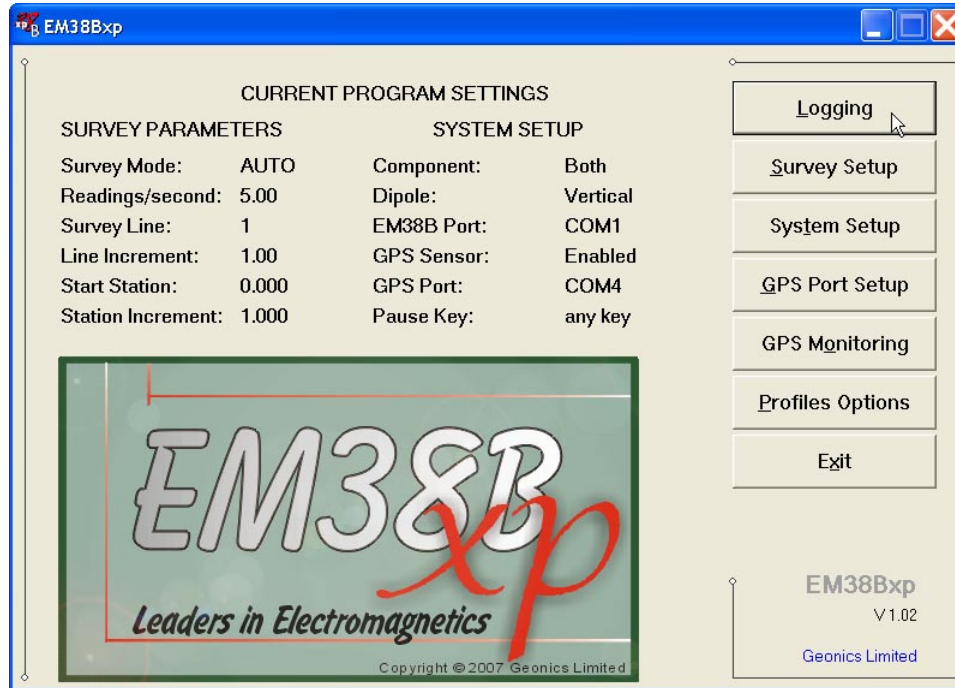 EM38Bxp
CURRENT PROGRAM SETTINGS
SURVEY PARAMETERS
Survey Mode: AUTO
Readings/second: 5.00
Survey Line: 1
Line Increment: 1.00
Start Station: 0.000
Station Increment: 1.000
SYSTEM SETUP
Component: Both
Dipole: Vertical
EM38B Port: COM1
GPS Sensor: Enabled
GPS Port: COM4
Pause Key: any key
EM38B
xp
Leaders in Electromagnetics
Copyright © 2007 Geonics Limited
Logging
Survey Setup
System Setup
GPS Port Setup
GPS Monitoring
Profiles Options
Exit
EM38Bxp
V 1.02
Geonics Limited